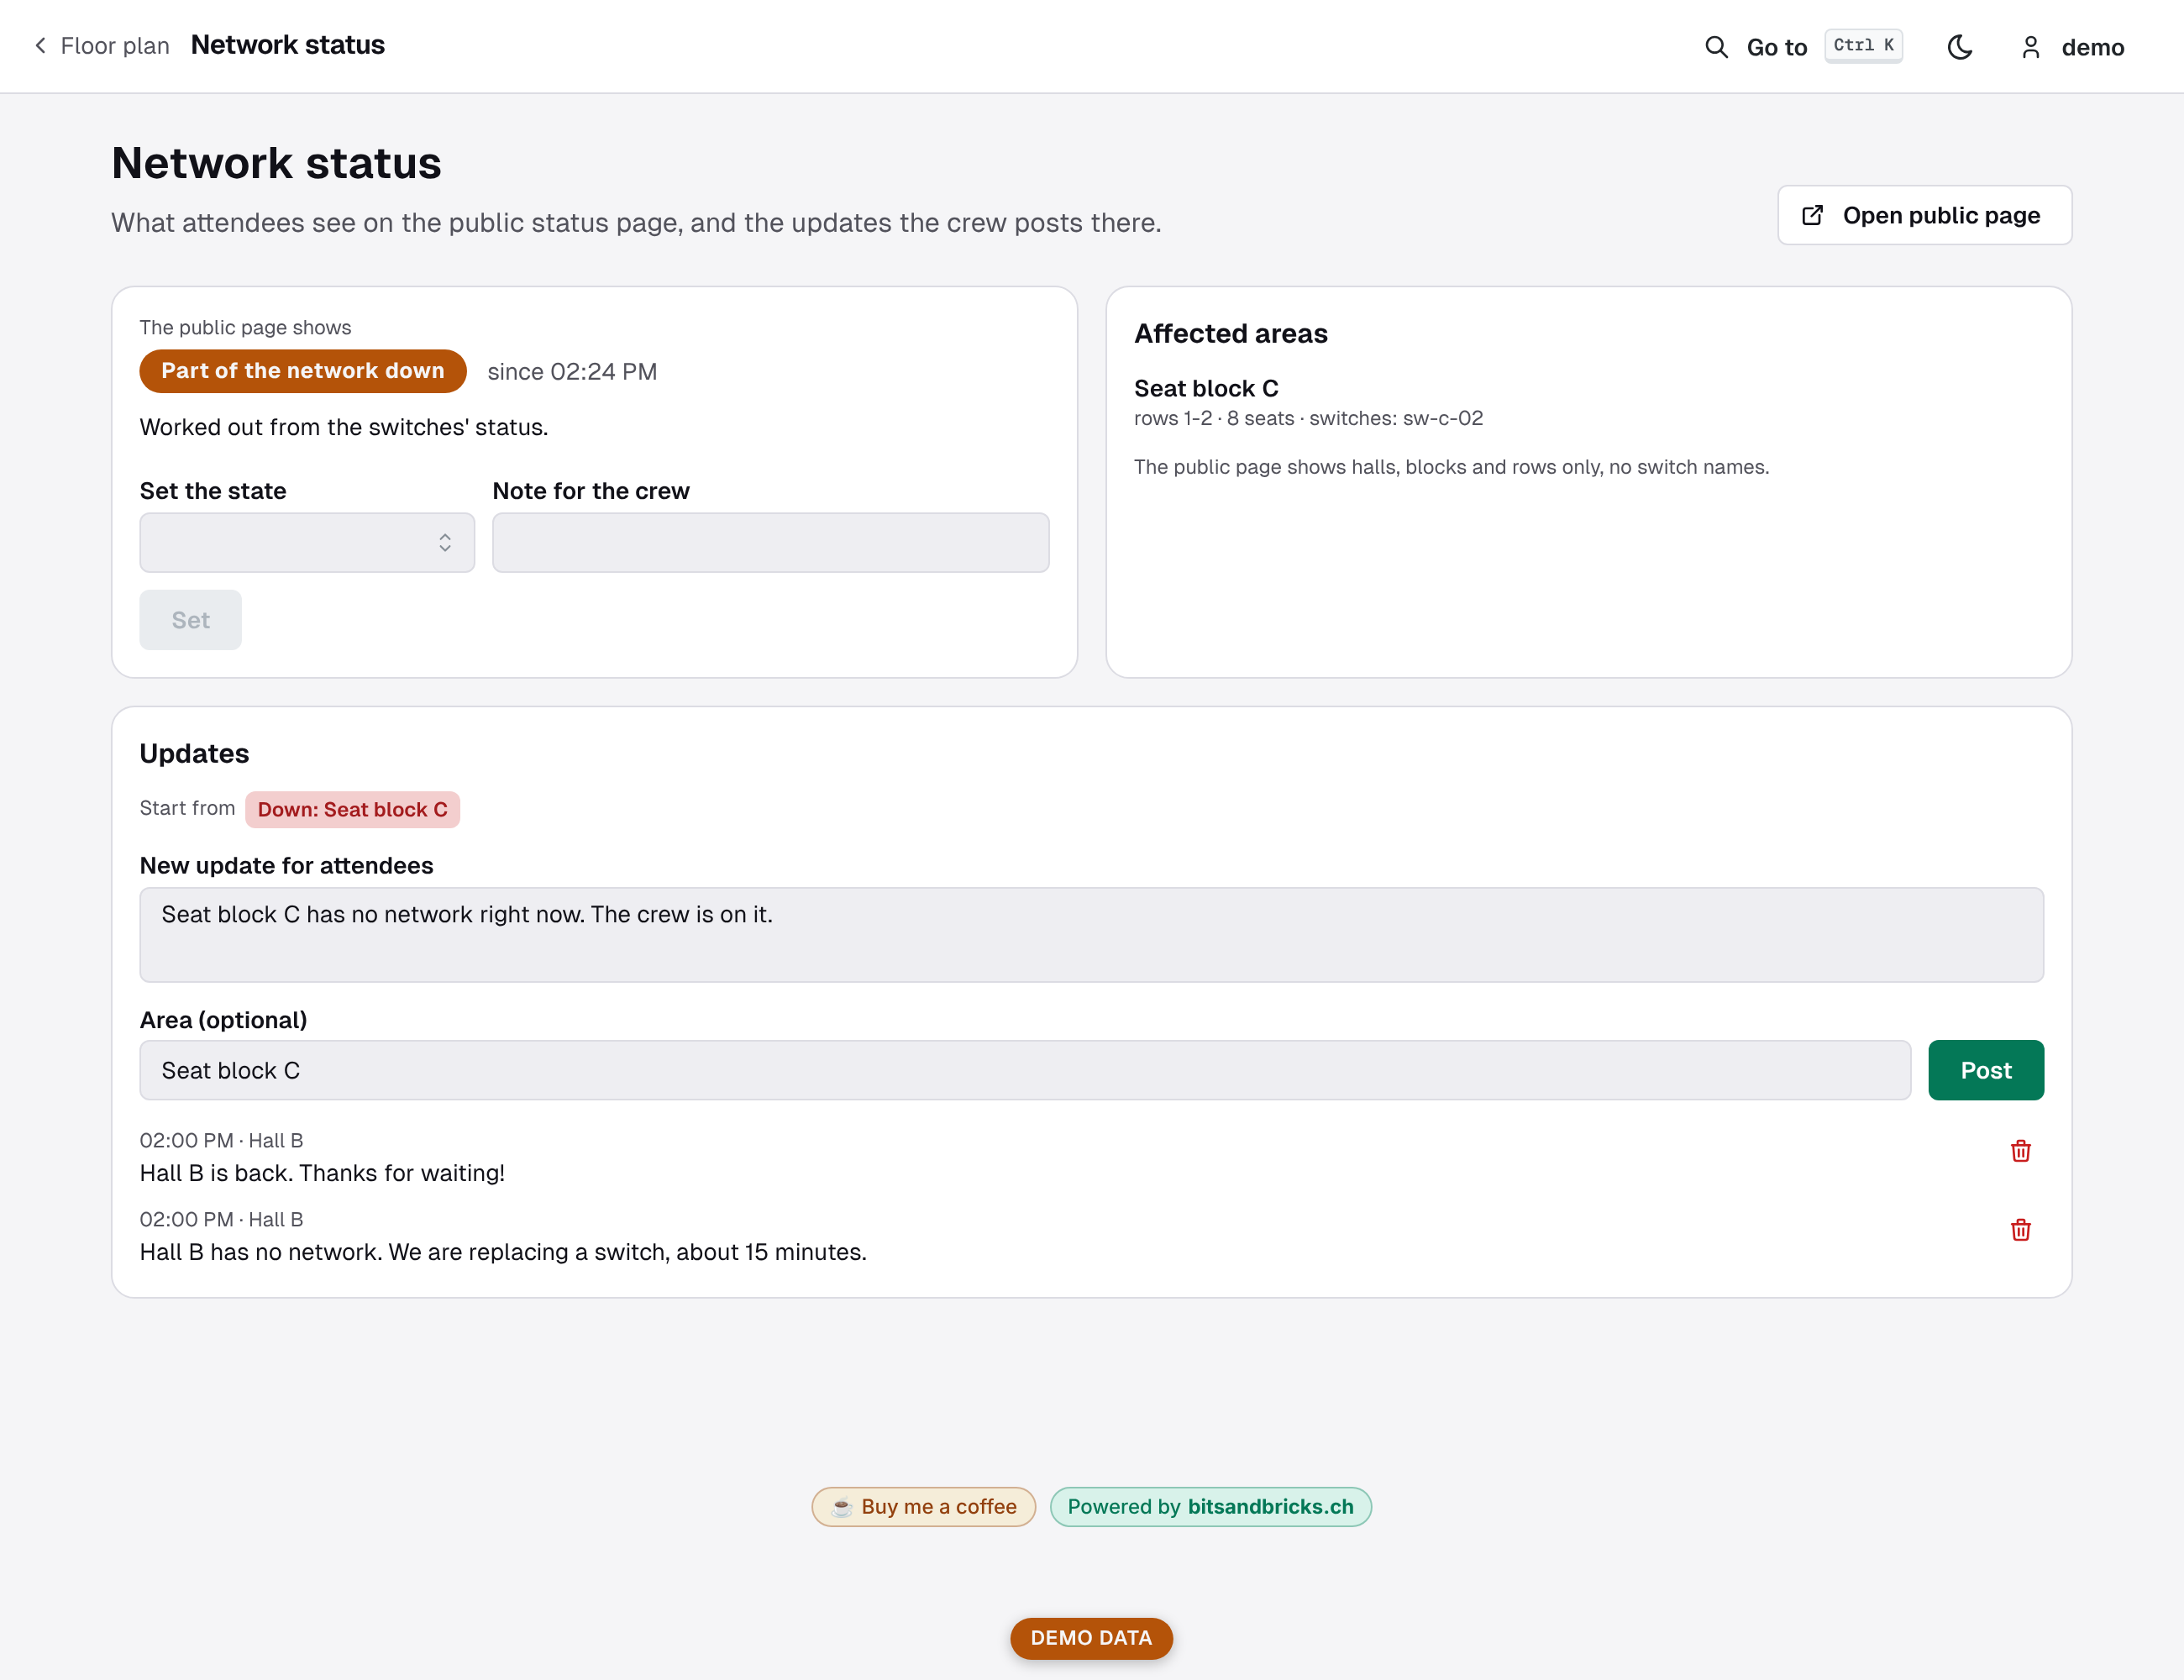 Floor plan Network status
Go to Ctrl K demo
Network status
What attendees see on the public status page, and the updates the crew posts there.
Open public page
The public page shows
Part of the network down since 02:24 PM
Worked out from the switches' status.
Set the state
Note for the crew
Set
Affected areas
Seat block C
rows 1-2 · 8 seats · switches: sw-c-02
The public page shows halls, blocks and rows only, no switch names.
Updates
Start from Down: Seat block C
New update for attendees
Seat block C has no network right now. The crew is on it.
Area (optional)
Seat block C
Post
02:00 PM · Hall B
Hall B is back. Thanks for waiting!
02:00 PM · Hall B
Hall B has no network. We are replacing a switch, about 15 minutes.
Buy me a coffee
Powered by bitsandbricks.ch
DEMO DATA